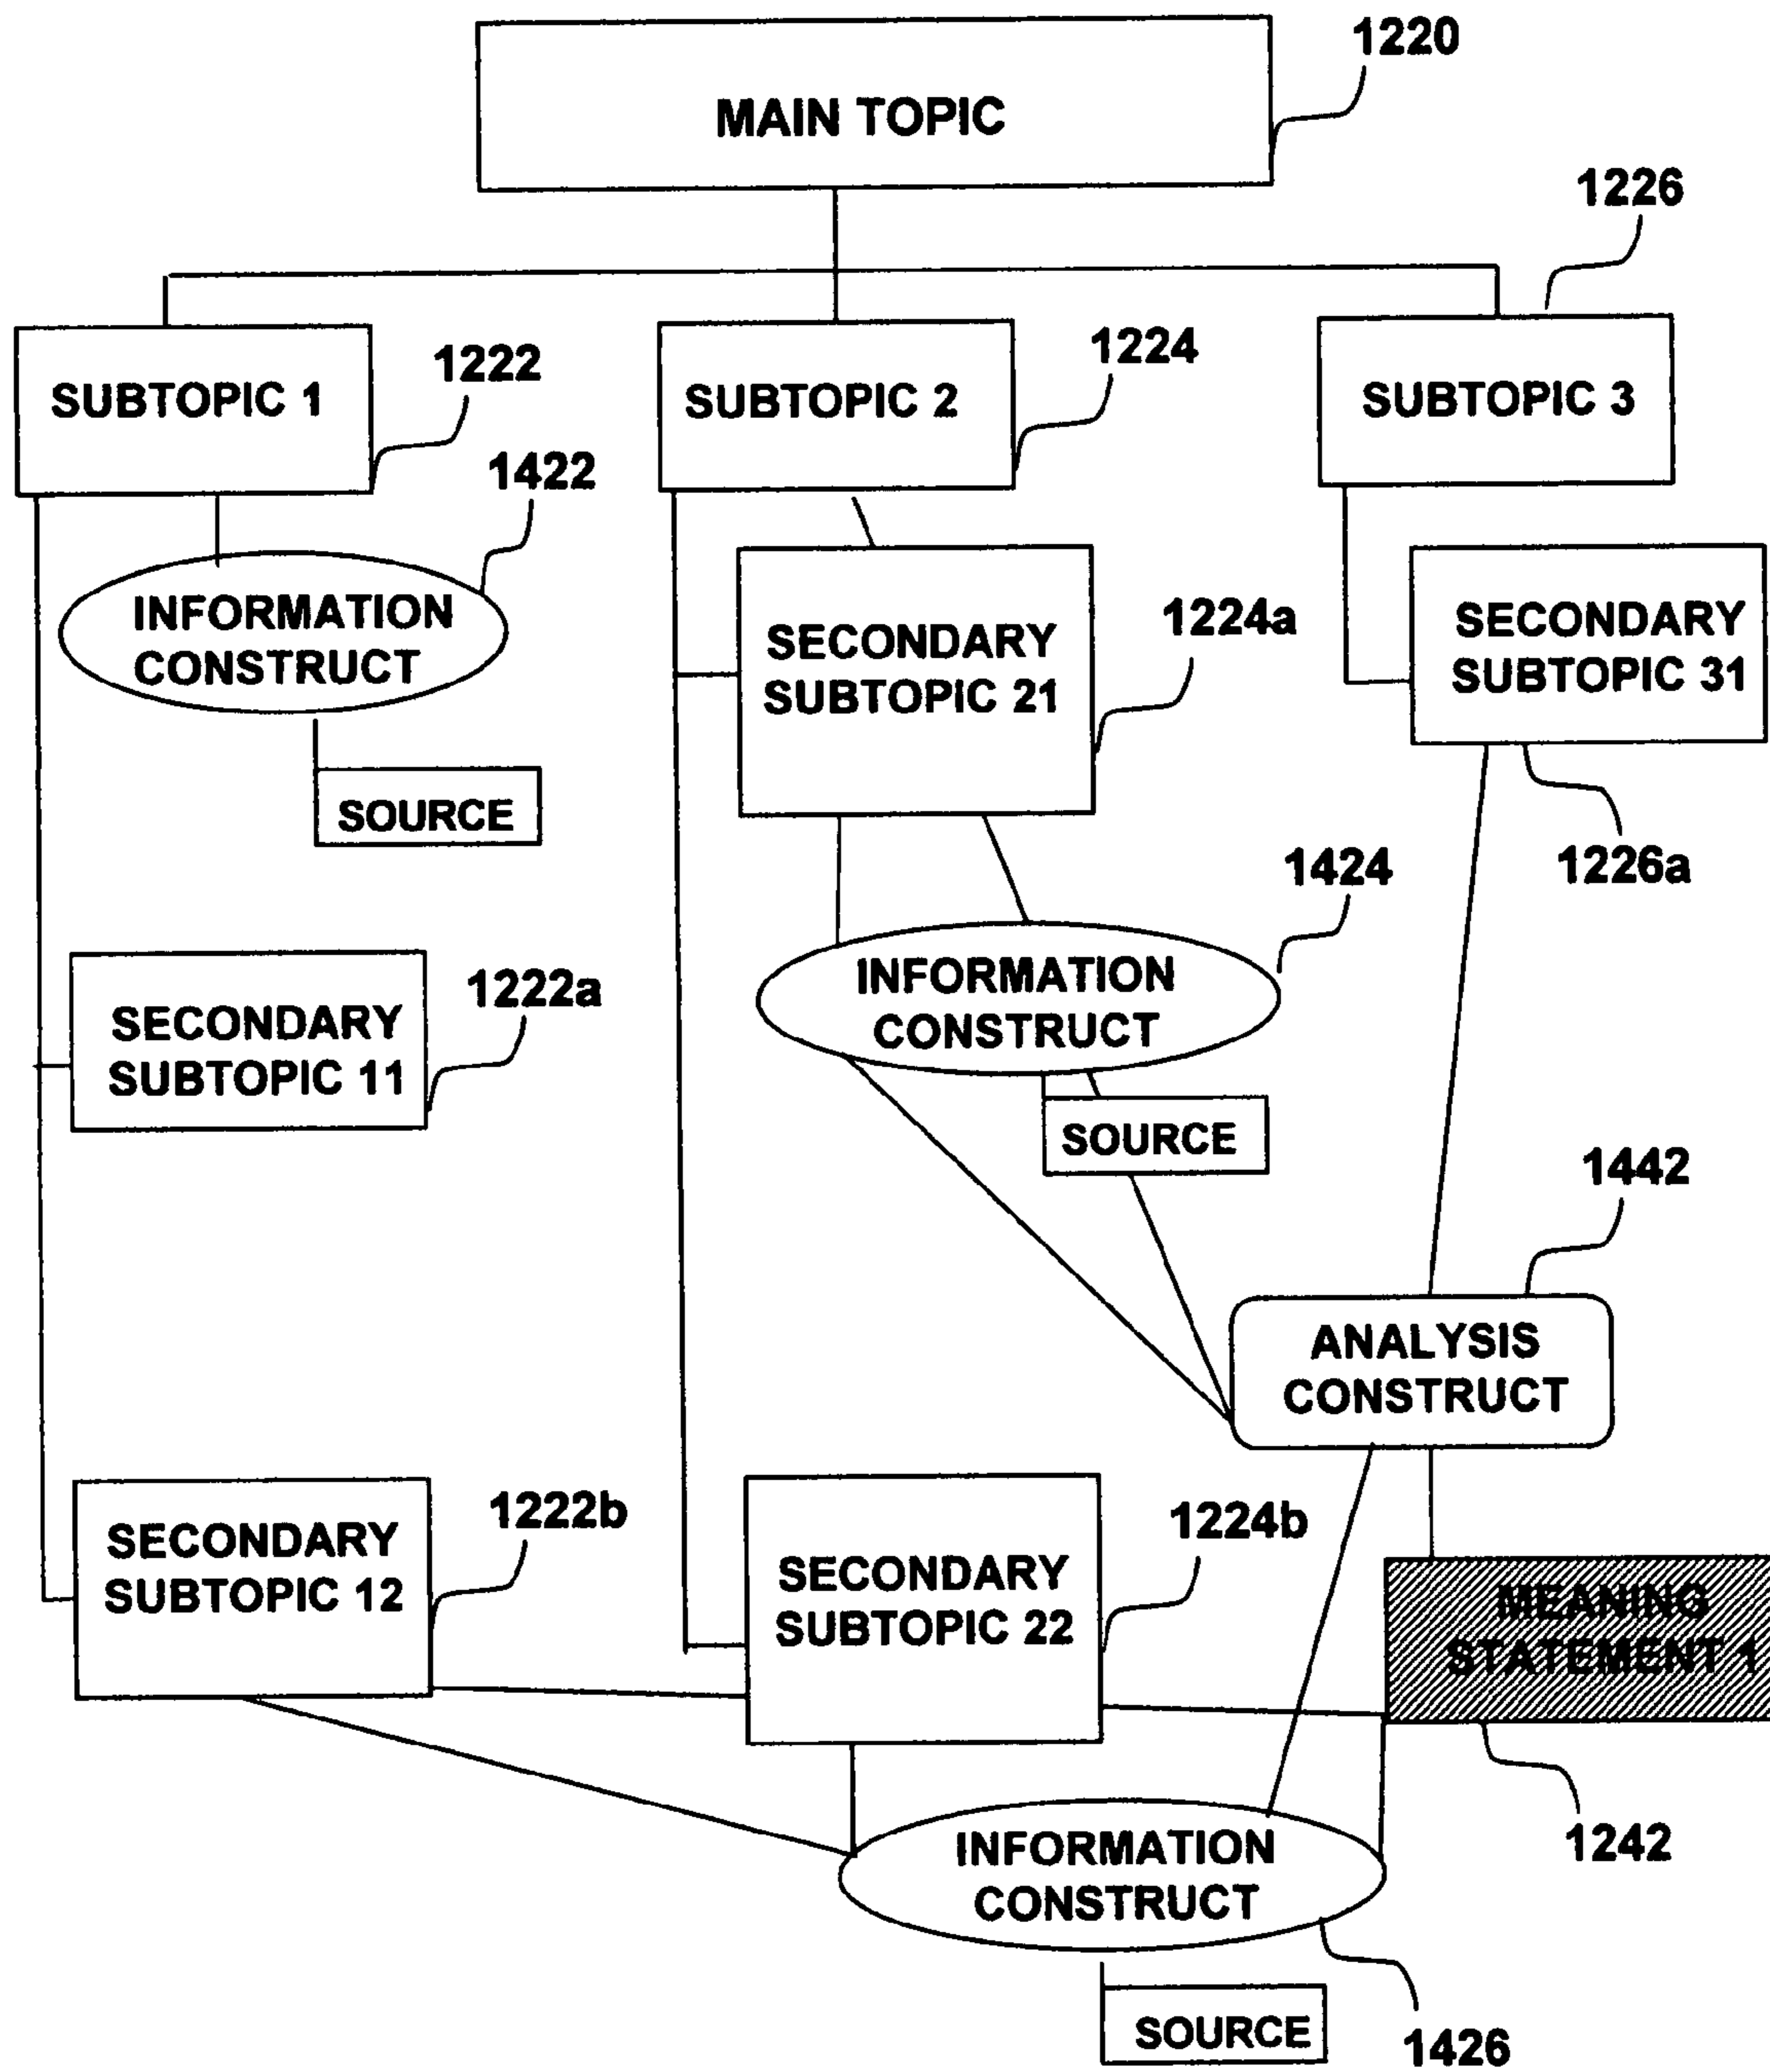 1220
MAIN TOPIC
1226
1222
1224
SUBTOPIC 1
SUBTOPIC 2
SUBTOPIC 3
1422
INFORMATION
CONSTRUCT
1224a
SECONDARY
SUBTOPIC 21
SECONDARY
SUBTOPIC 31
SOURCE
1226a
1424
INFORMATION
CONSTRUCT
1222a
SECONDARY
SUBTOPIC 11
SOURCE
1442
ANALYSIS
CONSTRUCT
1222b
SECONDARY
SUBTOPIC 12
1224b
SECONDARY
SUBTOPIC 22
MEANING
STATEMENT 1
1242
INFORMATION
CONSTRUCT
SOURCE
1426